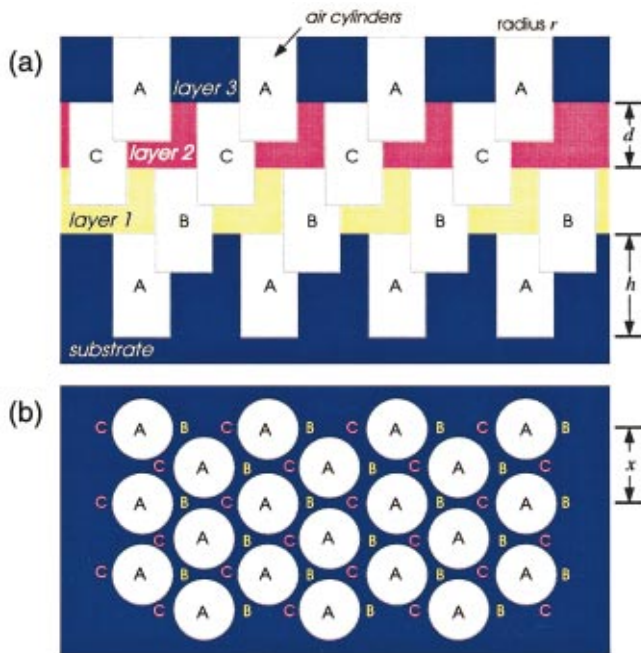 air cylinders
radius r
(a)
A A A A
layer 3
d
C C C C
layer 2
layer 1
B B B B
h
A A A A
substrate
(b)
C A B C A B C A B C A B
x
C A B C A B C A B C
C A B C A B C A B C A B
C A B C A B C A B C
C A B C A B C A B C A B
C A B C A B C A B C